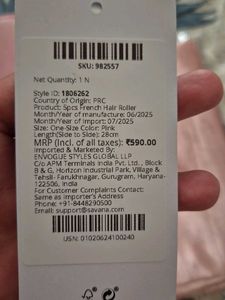 SKU: 982557
Net Quantity: 1 N
Style ID: 1806262
Country of Origin: PRC
Product: 5pcs French Hair Roller
Month/Year of manufacture: 06/2025
Month/Year of Import: 07/2025
Size: One-Size Color: Pink
Length(Side to Side): 28cm
MRP (Incl. of all taxes): ₹590.00
Imported & Marketed By:
ENVOGUE STYLES GLOBAL LLP
C/o APM Terminals India Pvt. Ltd., Block
B & G, Horizon Industrial Park, Village &
Tehsil- Farukhnagar, Gurugram, Haryana-
122506, India
For Customer Complaints Contact:
Same as Importer's Address
Phone: +91-8448290500
Email: support@savana.com
USN: 01020624100240